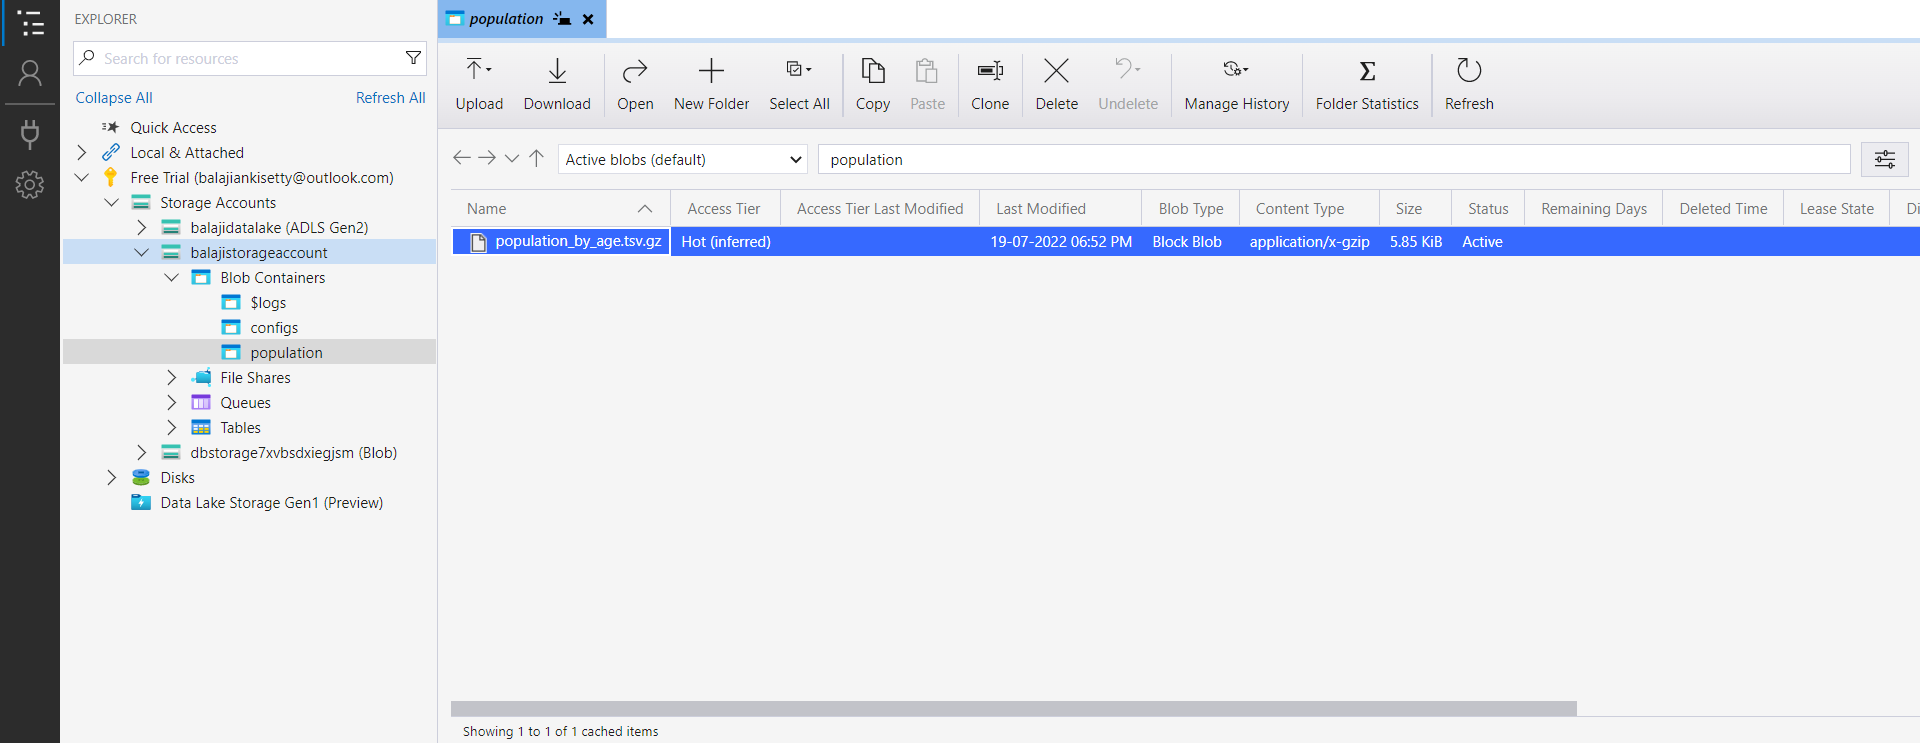 EXPLORER
Search for resources
Collapse All Refresh All
Quick Access
Local & Attached
Free Trial (balajiankisetty@outlook.com)
Storage Accounts
balajidatalake (ADLS Gen2)
balajistorageaccount
Blob Containers
$logs
configs
population
File Shares
Queues
Tables
dbstorage7xvbsdxiegjsm (Blob)
Disks
Data Lake Storage Gen1 (Preview)
population
Upload Download Open New Folder Select All Copy Paste Clone Delete Undelete Manage History Folder Statistics Refresh
Active blobs (default) population
Name Access Tier Access Tier Last Modified Last Modified Blob Type Content Type Size Status Remaining Days Deleted Time Lease State Di
population_by_age.tsv.gz Hot (inferred) 19-07-2022 06:52 PM Block Blob application/x-gzip 5.85 KiB Active
Showing 1 to 1 of 1 cached items